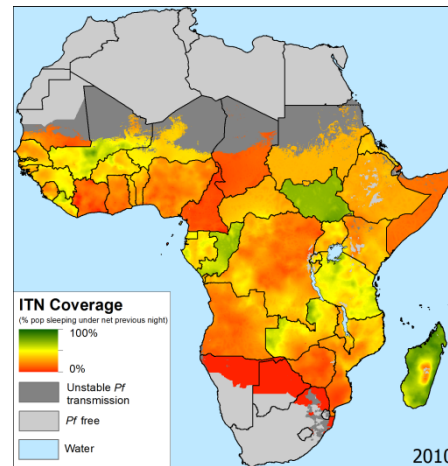 ITN Coverage
(% pop sleeping under net previous night)
100%
0%
Unstable Pf
transmission
Pf free
Water
2010